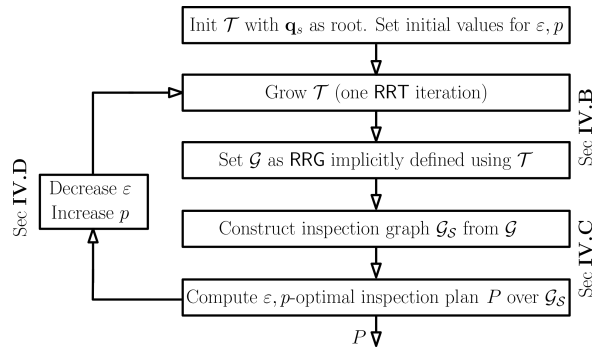 Init 𝒯 with 𝐪ₛ as root. Set initial values for ε, p
Grow 𝒯 (one RRT iteration)
Sec IV.B
Set 𝒢 as RRG implicitly defined using 𝒯
Sec IV.D
Decrease ε
Increase p
Construct inspection graph 𝒢_𝒮 from 𝒢
Sec IV.C
Compute ε, p-optimal inspection plan P over 𝒢_𝒮
P